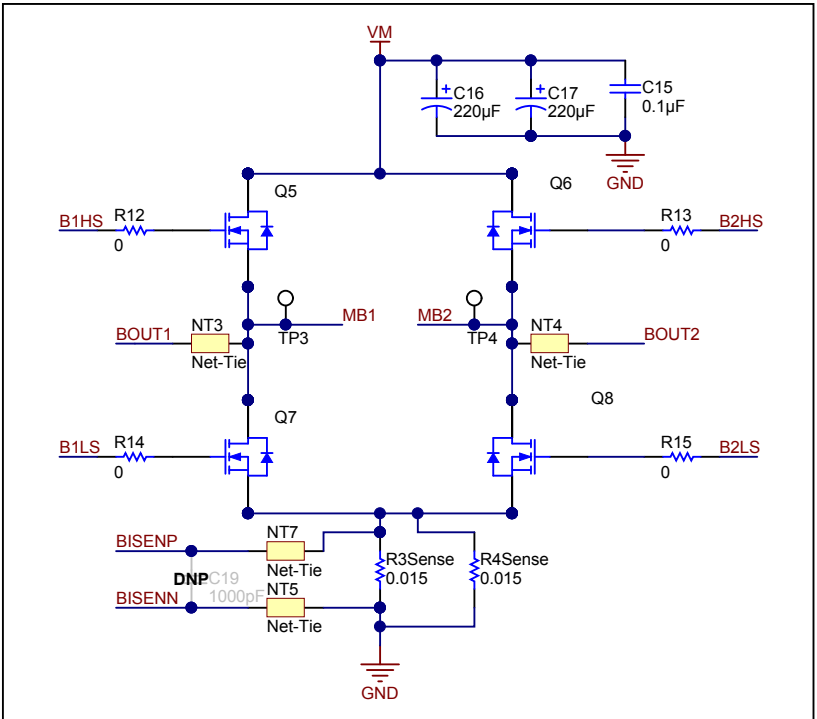 VM
+
C16
220µF
+
C17
220µF
C15
0.1µF
GND
Q5
Q6
B1HS
R12
0
R13
0
B2HS
MB1
MB2
TP3
TP4
BOUT1
NT3
Net-Tie
NT4
Net-Tie
BOUT2
Q7
Q8
B1LS
R14
0
R15
0
B2LS
BISENP
NT7
Net-Tie
DNP
C19
1000pF
BISENN
NT5
Net-Tie
R3Sense
0.015
R4Sense
0.015
GND